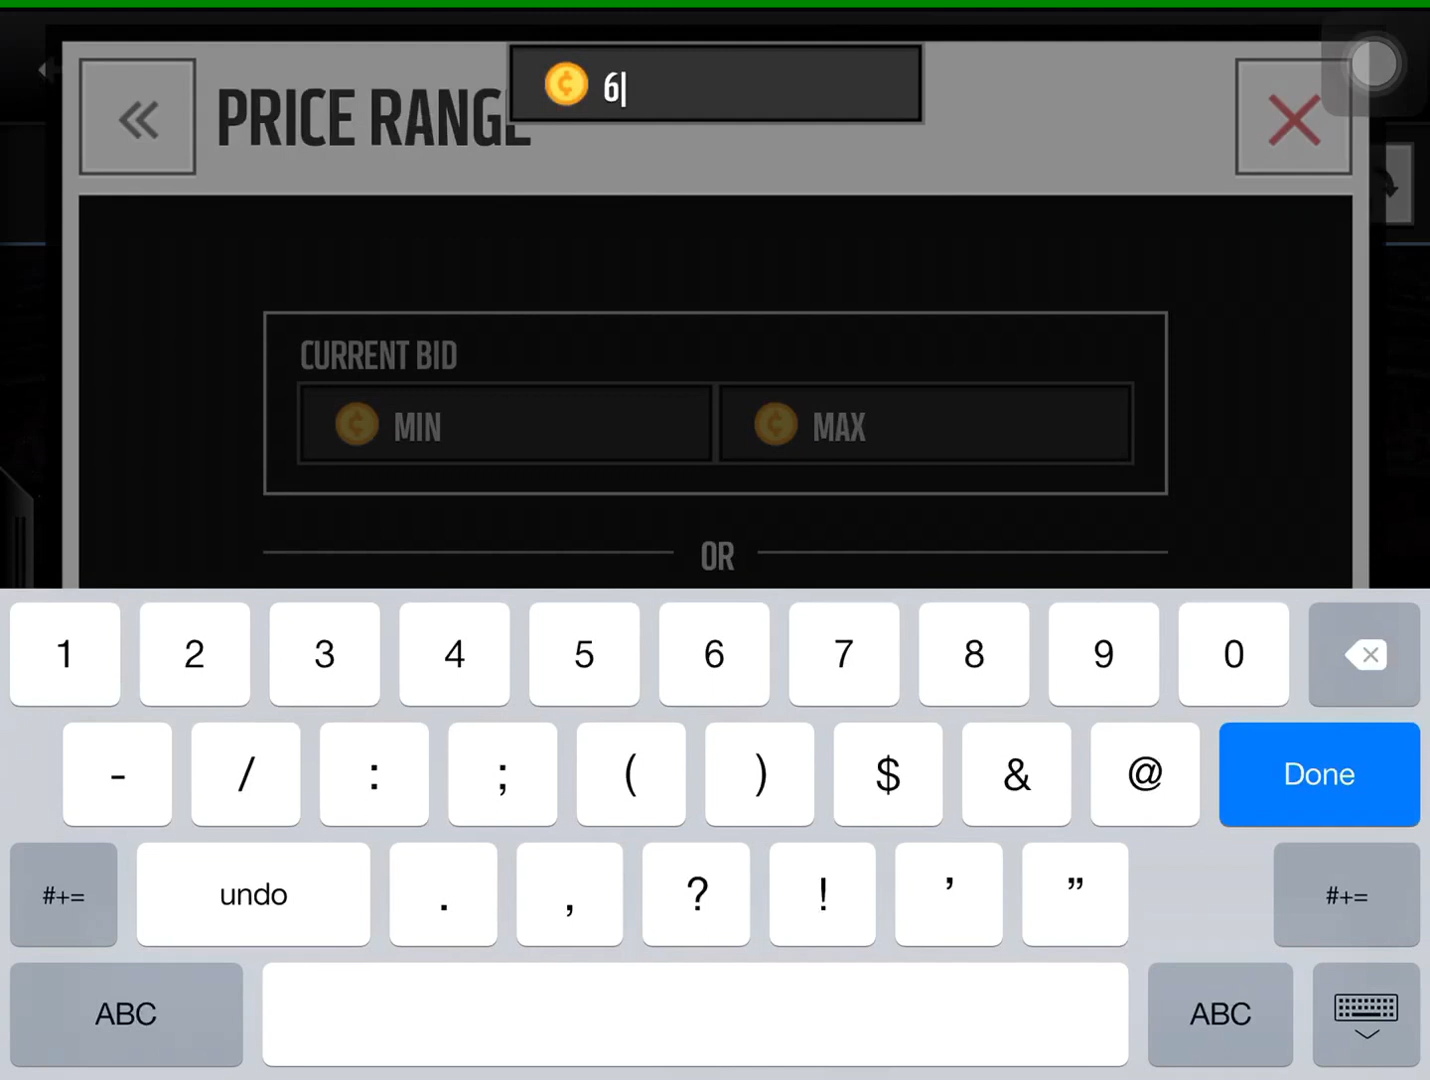 6
PRICE RANGE
CURRENT BID
MIN MAX
OR
1 2 3 4 5 6 7 8 9 0
- / : ; ( ) $ & @ Done
#+= undo . , ? ! ’ ” #+=
ABC ABC